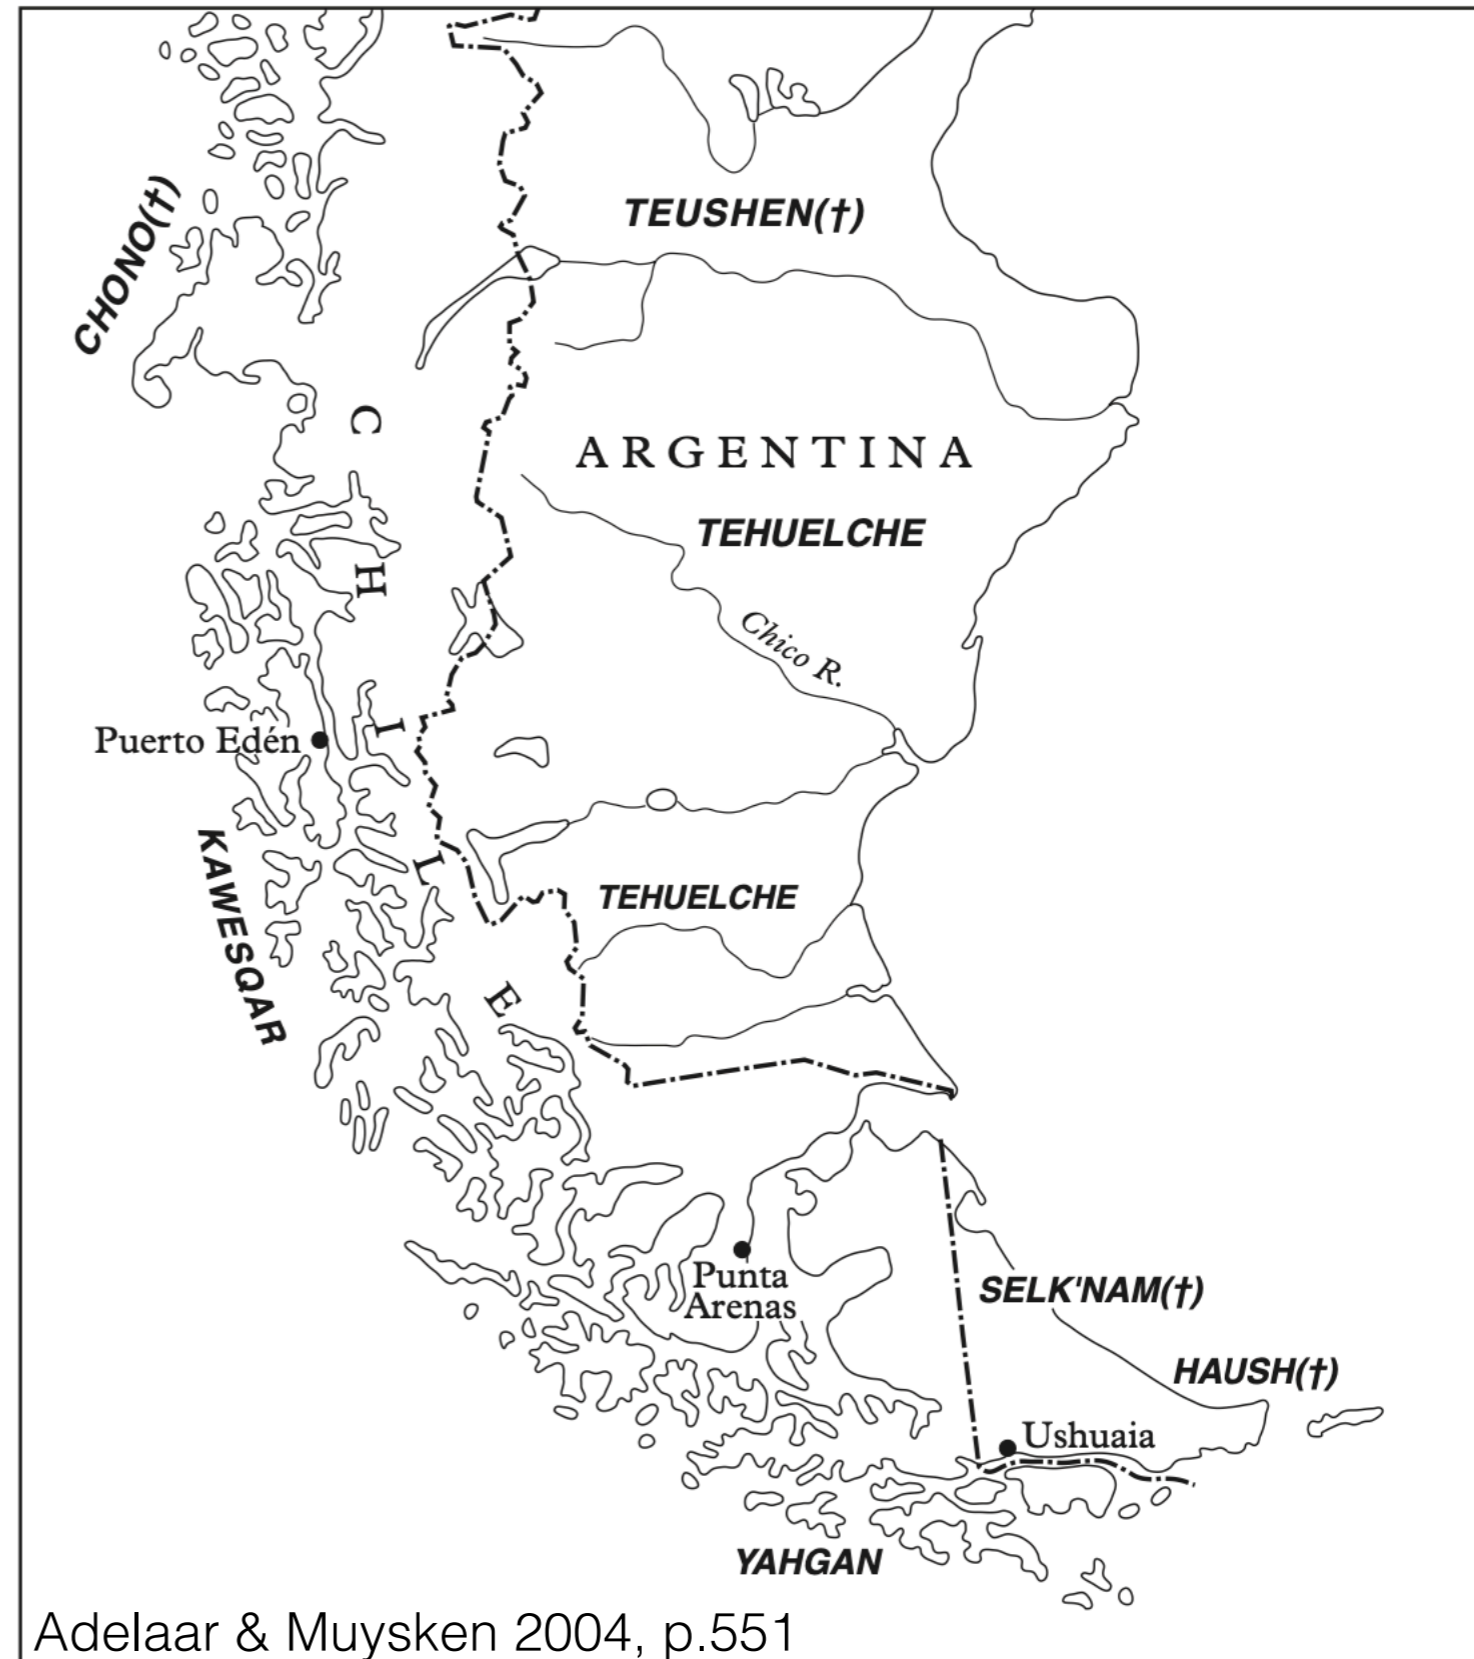 CHONO(†)
TEUSHEN(†)
ARGENTINA
TEHUELCHE
Chico R.
CHILE
Puerto Edén
KAWESQAR
TEHUELCHE
Punta
Arenas
SELK'NAM(†)
HAUSH(†)
Ushuaia
YAHGAN
Adelaar & Muysken 2004, p.551